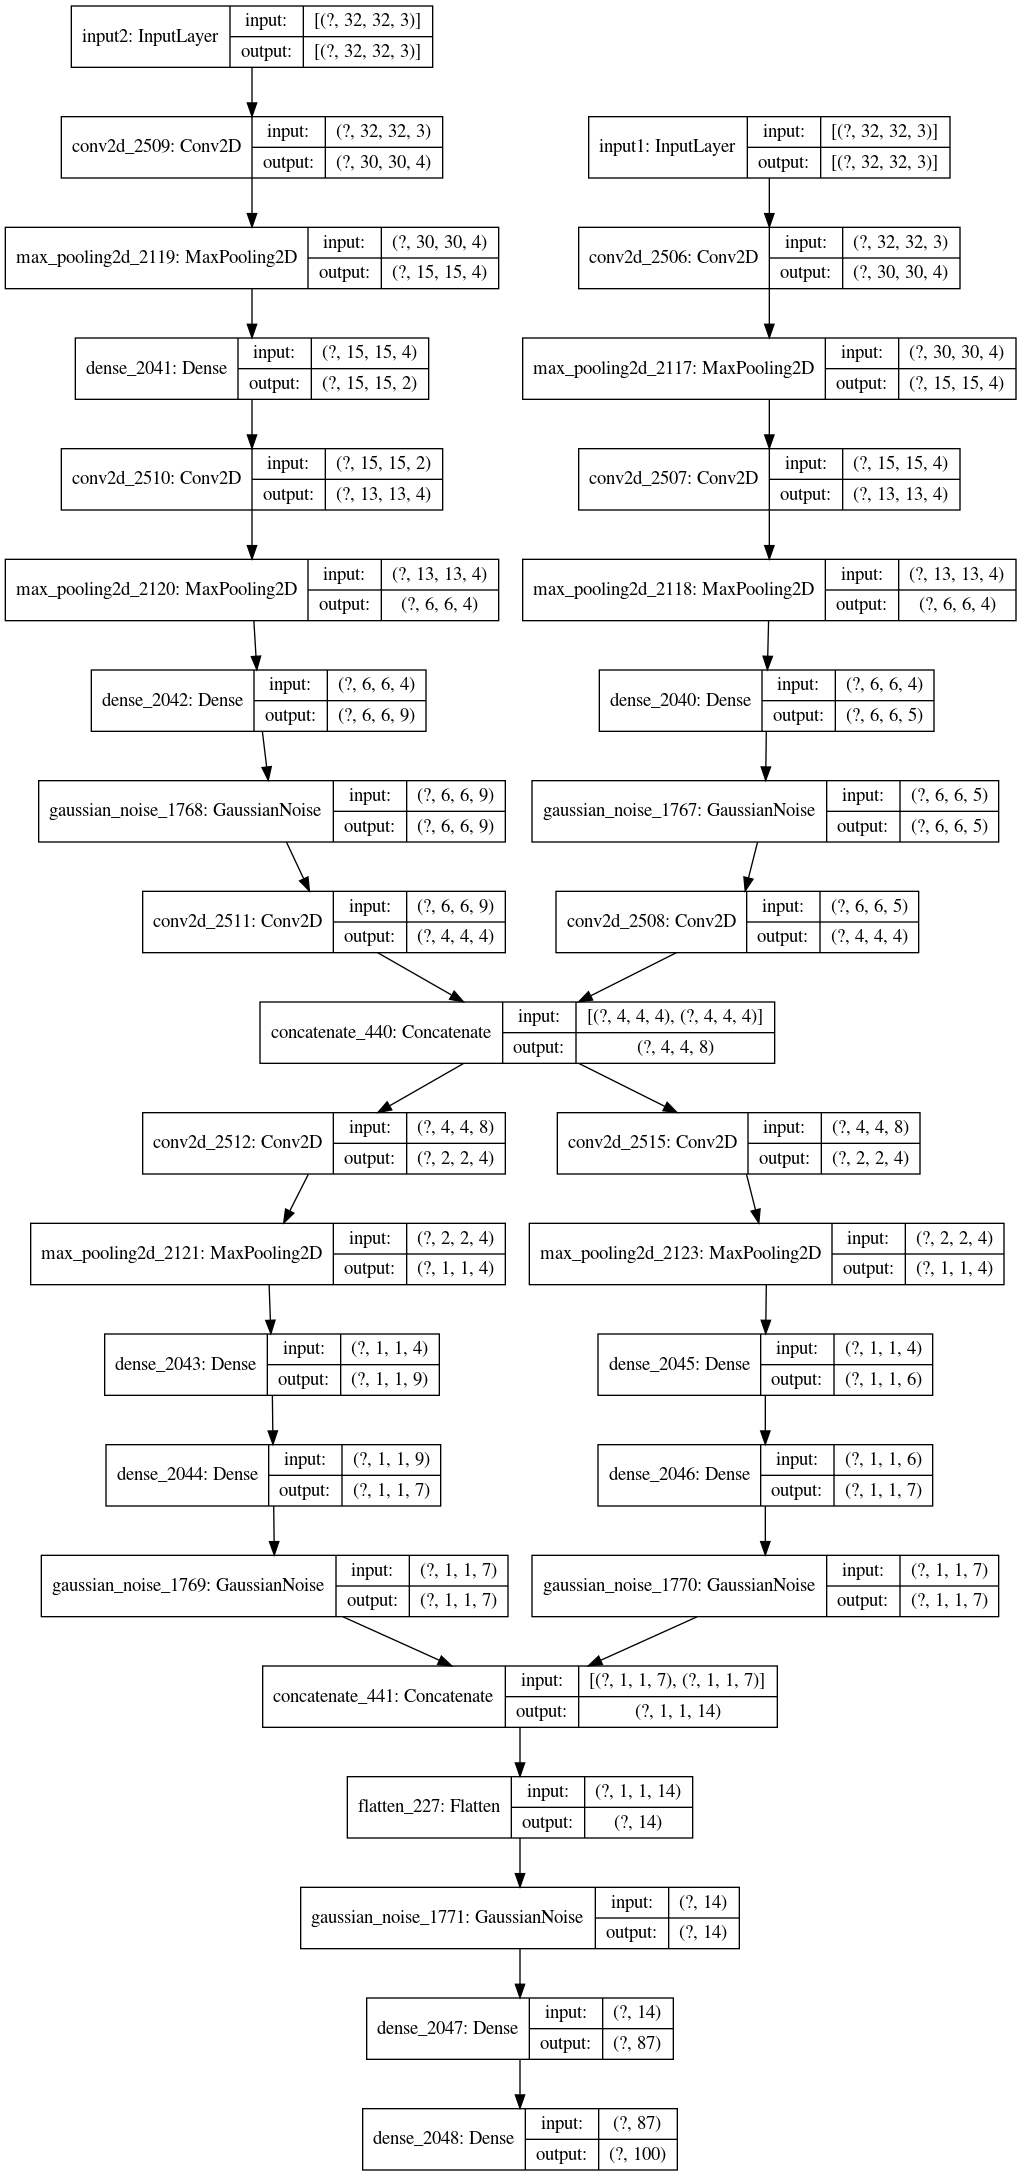 input2: InputLayer
input: [(?, 32, 32, 3)]
output: [(?, 32, 32, 3)]
conv2d_2509: Conv2D
input: (?, 32, 32, 3)
output: (?, 30, 30, 4)
input1: InputLayer
input: [(?, 32, 32, 3)]
output: [(?, 32, 32, 3)]
max_pooling2d_2119: MaxPooling2D
input: (?, 30, 30, 4)
output: (?, 15, 15, 4)
conv2d_2506: Conv2D
input: (?, 32, 32, 3)
output: (?, 30, 30, 4)
dense_2041: Dense
input: (?, 15, 15, 4)
output: (?, 15, 15, 2)
max_pooling2d_2117: MaxPooling2D
input: (?, 30, 30, 4)
output: (?, 15, 15, 4)
conv2d_2510: Conv2D
input: (?, 15, 15, 2)
output: (?, 13, 13, 4)
conv2d_2507: Conv2D
input: (?, 15, 15, 4)
output: (?, 13, 13, 4)
max_pooling2d_2120: MaxPooling2D
input: (?, 13, 13, 4)
output: (?, 6, 6, 4)
max_pooling2d_2118: MaxPooling2D
input: (?, 13, 13, 4)
output: (?, 6, 6, 4)
dense_2042: Dense
input: (?, 6, 6, 4)
output: (?, 6, 6, 9)
dense_2040: Dense
input: (?, 6, 6, 4)
output: (?, 6, 6, 5)
gaussian_noise_1768: GaussianNoise
input: (?, 6, 6, 9)
output: (?, 6, 6, 9)
gaussian_noise_1767: GaussianNoise
input: (?, 6, 6, 5)
output: (?, 6, 6, 5)
conv2d_2511: Conv2D
input: (?, 6, 6, 9)
output: (?, 4, 4, 4)
conv2d_2508: Conv2D
input: (?, 6, 6, 5)
output: (?, 4, 4, 4)
concatenate_440: Concatenate
input: [(?, 4, 4, 4), (?, 4, 4, 4)]
output: (?, 4, 4, 8)
conv2d_2512: Conv2D
input: (?, 4, 4, 8)
output: (?, 2, 2, 4)
conv2d_2515: Conv2D
input: (?, 4, 4, 8)
output: (?, 2, 2, 4)
max_pooling2d_2121: MaxPooling2D
input: (?, 2, 2, 4)
output: (?, 1, 1, 4)
max_pooling2d_2123: MaxPooling2D
input: (?, 2, 2, 4)
output: (?, 1, 1, 4)
dense_2043: Dense
input: (?, 1, 1, 4)
output: (?, 1, 1, 9)
dense_2045: Dense
input: (?, 1, 1, 4)
output: (?, 1, 1, 6)
dense_2044: Dense
input: (?, 1, 1, 9)
output: (?, 1, 1, 7)
dense_2046: Dense
input: (?, 1, 1, 6)
output: (?, 1, 1, 7)
gaussian_noise_1769: GaussianNoise
input: (?, 1, 1, 7)
output: (?, 1, 1, 7)
gaussian_noise_1770: GaussianNoise
input: (?, 1, 1, 7)
output: (?, 1, 1, 7)
concatenate_441: Concatenate
input: [(?, 1, 1, 7), (?, 1, 1, 7)]
output: (?, 1, 1, 14)
flatten_227: Flatten
input: (?, 1, 1, 14)
output: (?, 14)
gaussian_noise_1771: GaussianNoise
input: (?, 14)
output: (?, 14)
dense_2047: Dense
input: (?, 14)
output: (?, 87)
dense_2048: Dense
input: (?, 87)
output: (?, 100)